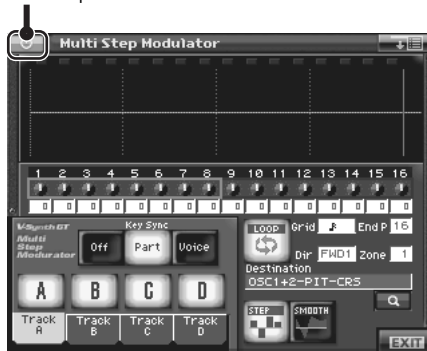 Multi Step Modulator
1 2 3 4 5 6 7 8 9 10 11 12 13 14 15 16
0 0 0 0 0 0 0 0 0 0 0 0 0 0 0 0
V-Synth GT
Multi
Step
Modurator
Key Sync
Off Part Voice
LOOP
Grid
End P 16
Dir FWD1 Zone 1
Destination
OSC1+2-PIT-CRS
A B C D
STEP SMOOTH
Track A
Track B
Track C
Track D
EXIT